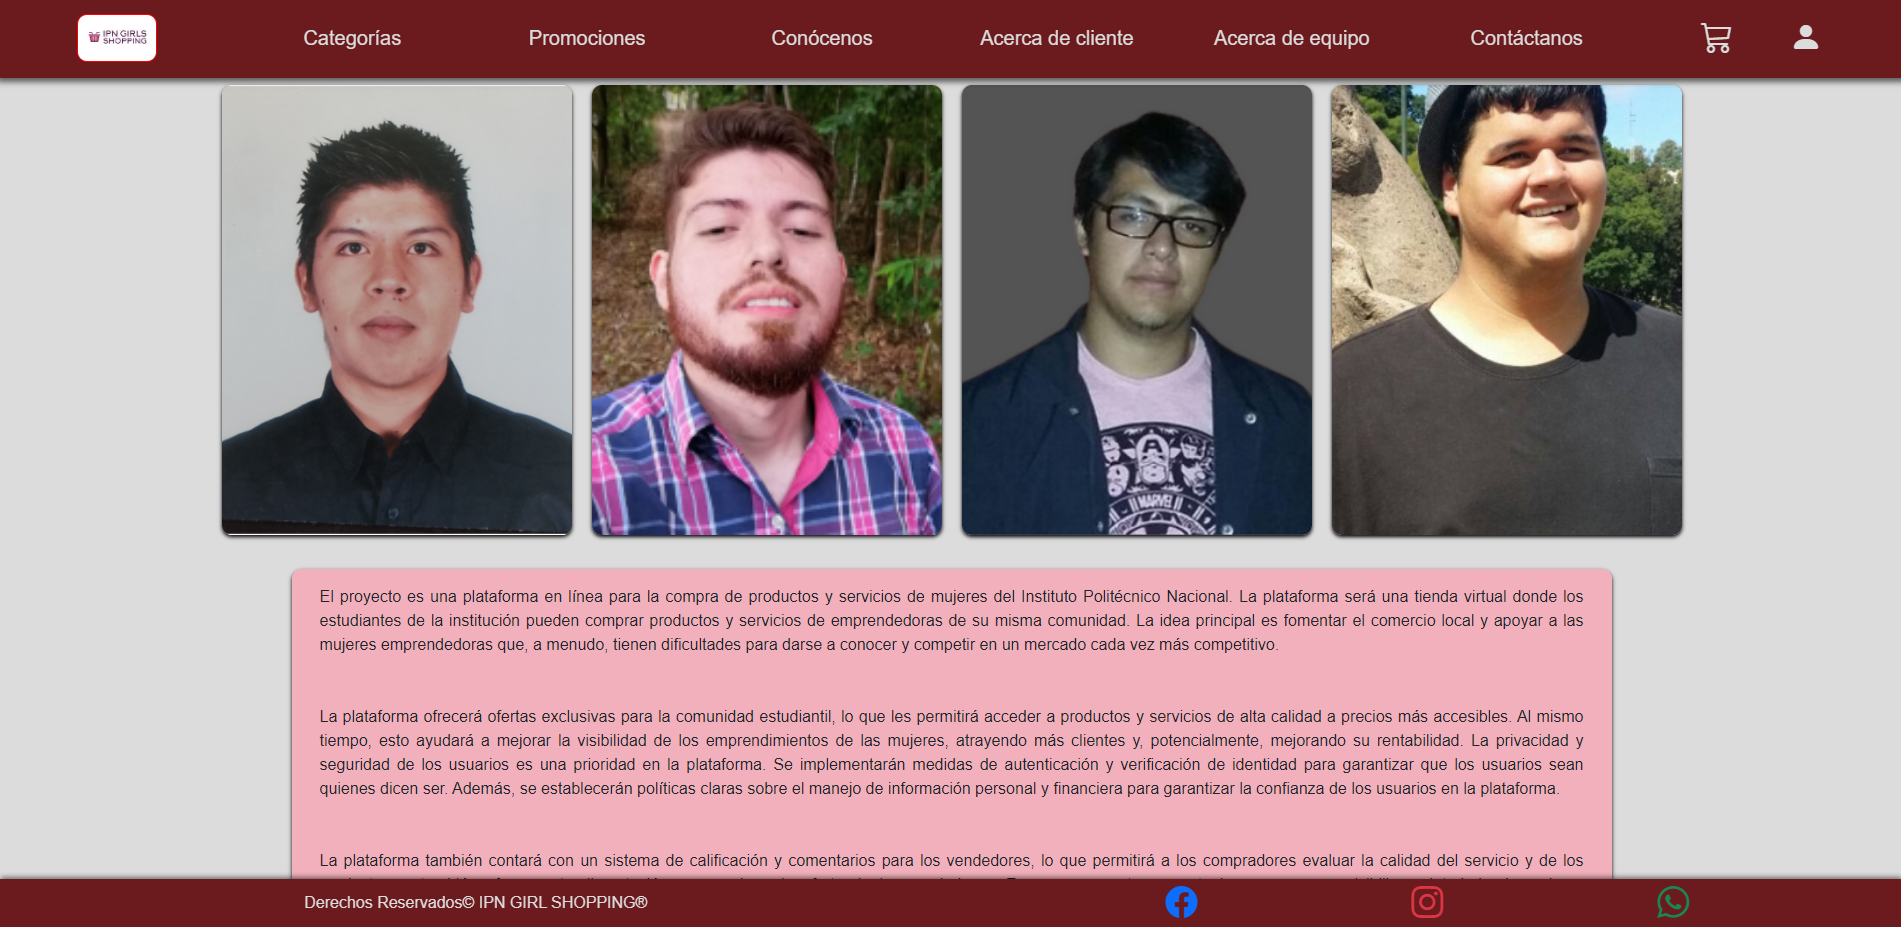 IPN GIRLS
SHOPPING
Categorías
Promociones
Conócenos
Acerca de cliente
Acerca de equipo
Contáctanos
MARVEL
El proyecto es una plataforma en línea para la compra de productos y servicios de mujeres del Instituto Politécnico Nacional. La plataforma será una tienda virtual donde los
estudiantes de la institución pueden comprar productos y servicios de emprendedoras de su misma comunidad. La idea principal es fomentar el comercio local y apoyar a las
mujeres emprendedoras que, a menudo, tienen dificultades para darse a conocer y competir en un mercado cada vez más competitivo.
La plataforma ofrecerá ofertas exclusivas para la comunidad estudiantil, lo que les permitirá acceder a productos y servicios de alta calidad a precios más accesibles. Al mismo
tiempo, esto ayudará a mejorar la visibilidad de los emprendimientos de las mujeres, atrayendo más clientes y, potencialmente, mejorando su rentabilidad. La privacidad y
seguridad de los usuarios es una prioridad en la plataforma. Se implementarán medidas de autenticación y verificación de identidad para garantizar que los usuarios sean
quienes dicen ser. Además, se establecerán políticas claras sobre el manejo de información personal y financiera para garantizar la confianza de los usuarios en la plataforma.
La plataforma también contará con un sistema de calificación y comentarios para los vendedores, lo que permitirá a los compradores evaluar la calidad del servicio y de los
Derechos Reservados© IPN GIRL SHOPPING®